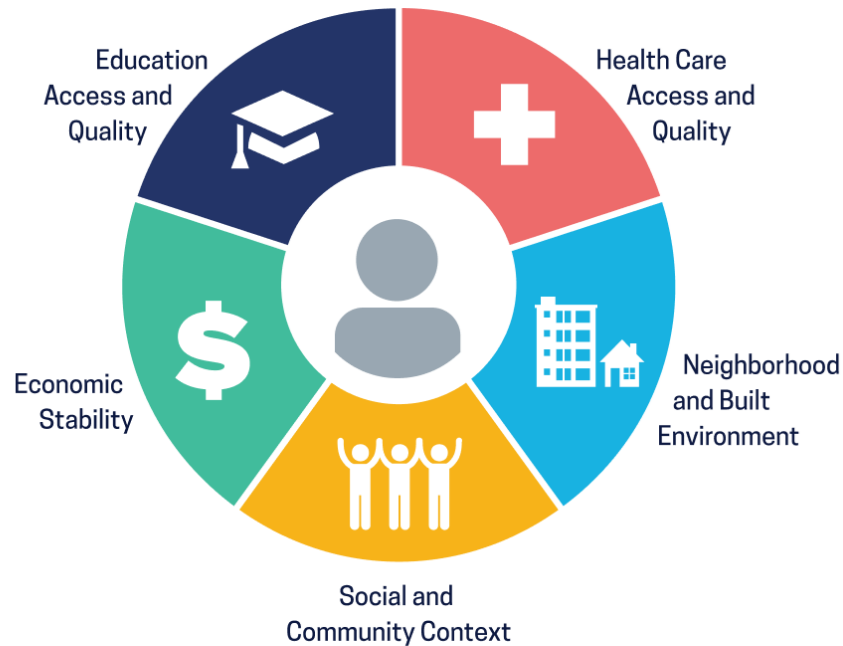 Education
Access and
Quality
Health Care
Access and
Quality
$
Economic
Stability
Neighborhood
and Built
Environment
Social and
Community Context